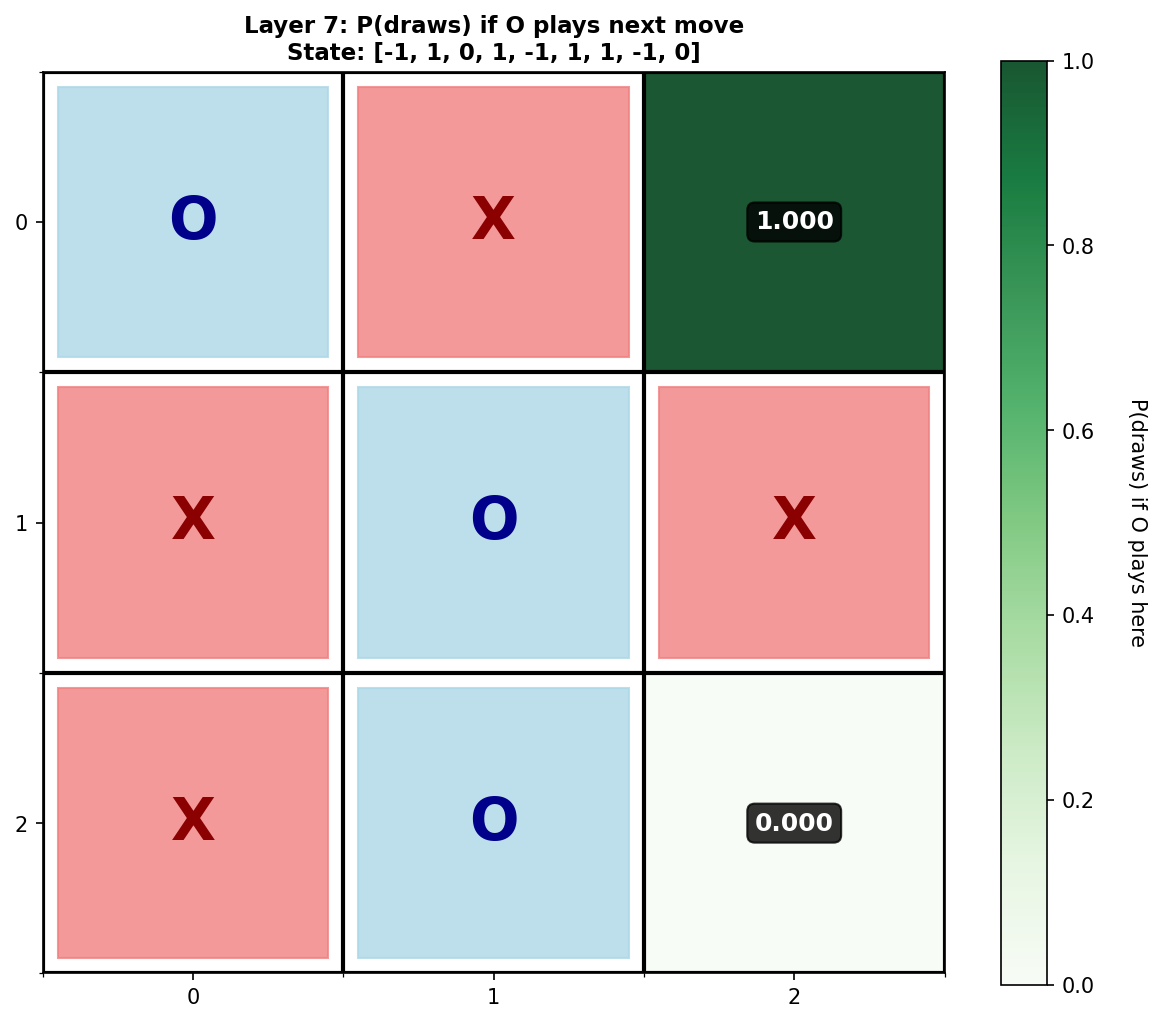 Layer 7: P(draws) if O plays next move
State: [-1, 1, 0, 1, -1, 1, 1, -1, 0]
O
X
1.000
X
O
X
X
O
0.000
0
1
2
0
1
2
1.0
0.8
0.6
0.4
0.2
0.0
P(draws) if O plays here